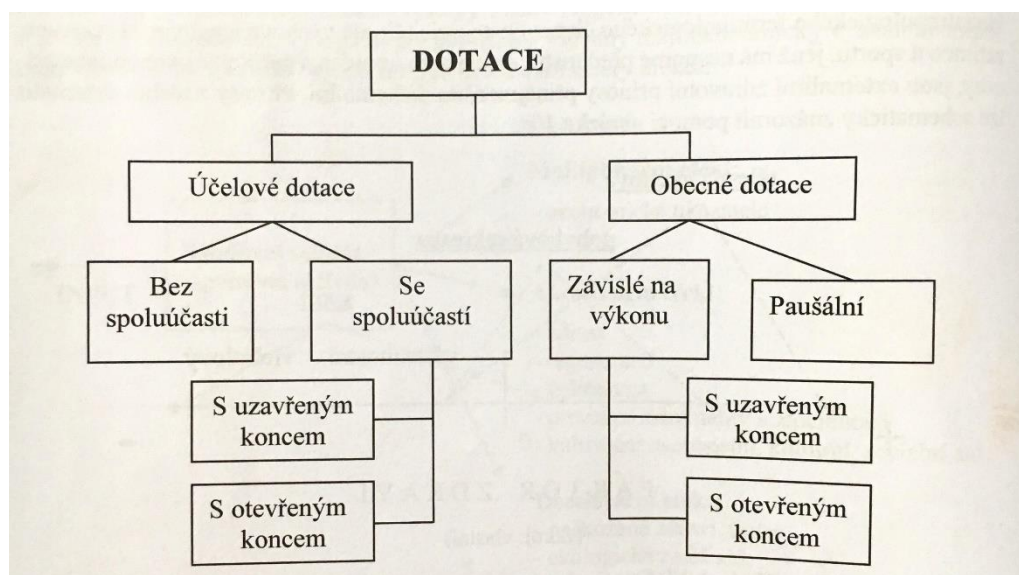 DOTACE
Účelové dotace
Obecné dotace
Bez
spoluúčasti
Se
spoluúčastí
Závislé na
výkonu
Paušální
S uzavřeným
koncem
S uzavřeným
koncem
S otevřeným
koncem
S otevřeným
koncem